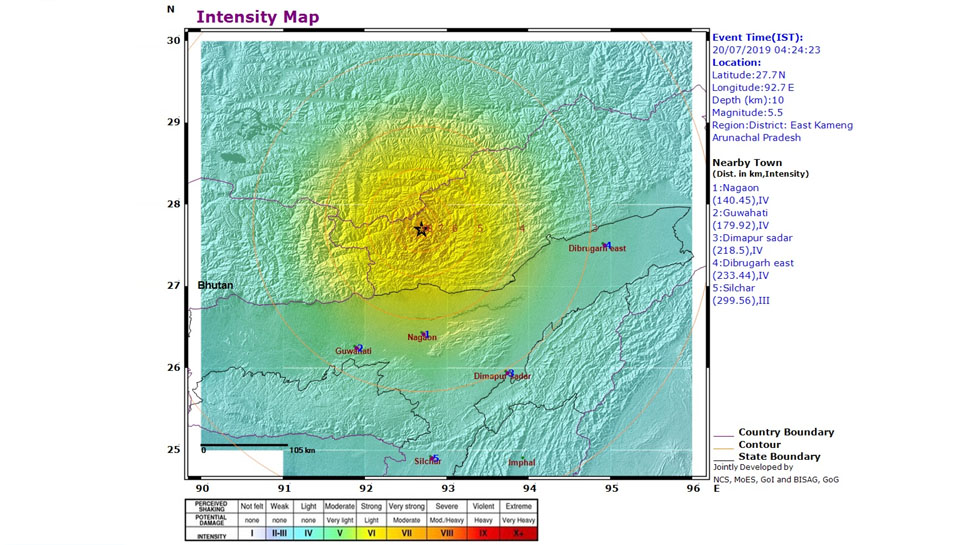 N
Intensity Map
30
29
28
27
26
25
90
91
92
93
94
95
96
E
Bhutan
5
4
Dibrugarh east
4
Nagaon
1
Guwahati
2
Dimapur sadar
3
Silchar
5
Imphal
0
105 km
Event Time(IST):
20/07/2019 04:24:23
Location:
Latitude:27.7N
Longitude:92.7 E
Depth (km):10
Magnitude:5.5
Region:District: East Kameng
Arunachal Pradesh
Nearby Town
(Dist. in km,Intensity)
1:Nagaon
(140.45),IV
2:Guwahati
(179.92),IV
3:Dimapur sadar
(218.5),IV
4:Dibrugarh east
(233.44),IV
5:Silchar
(299.56),III
Country Boundary
Contour
State Boundary
Jointly Developed by
NCS, MoES, GoI and BISAG, GoG
PERCEIVED SHAKING Not felt Weak Light Moderate Strong Very strong Severe Violent Extreme
POTENTIAL DAMAGE none none none Very light Light Moderate Mod./Heavy Heavy Very Heavy
INTENSITY I II-III IV V VI VII VIII IX X+